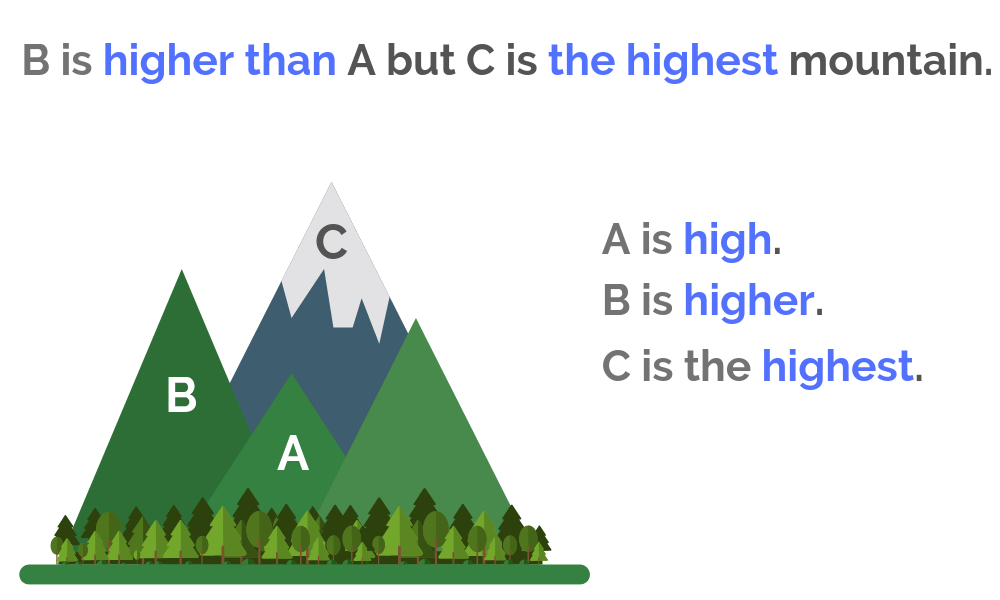 B is higher than A but C is the highest mountain.
C
A is high.
B is higher.
C is the highest.
B
A